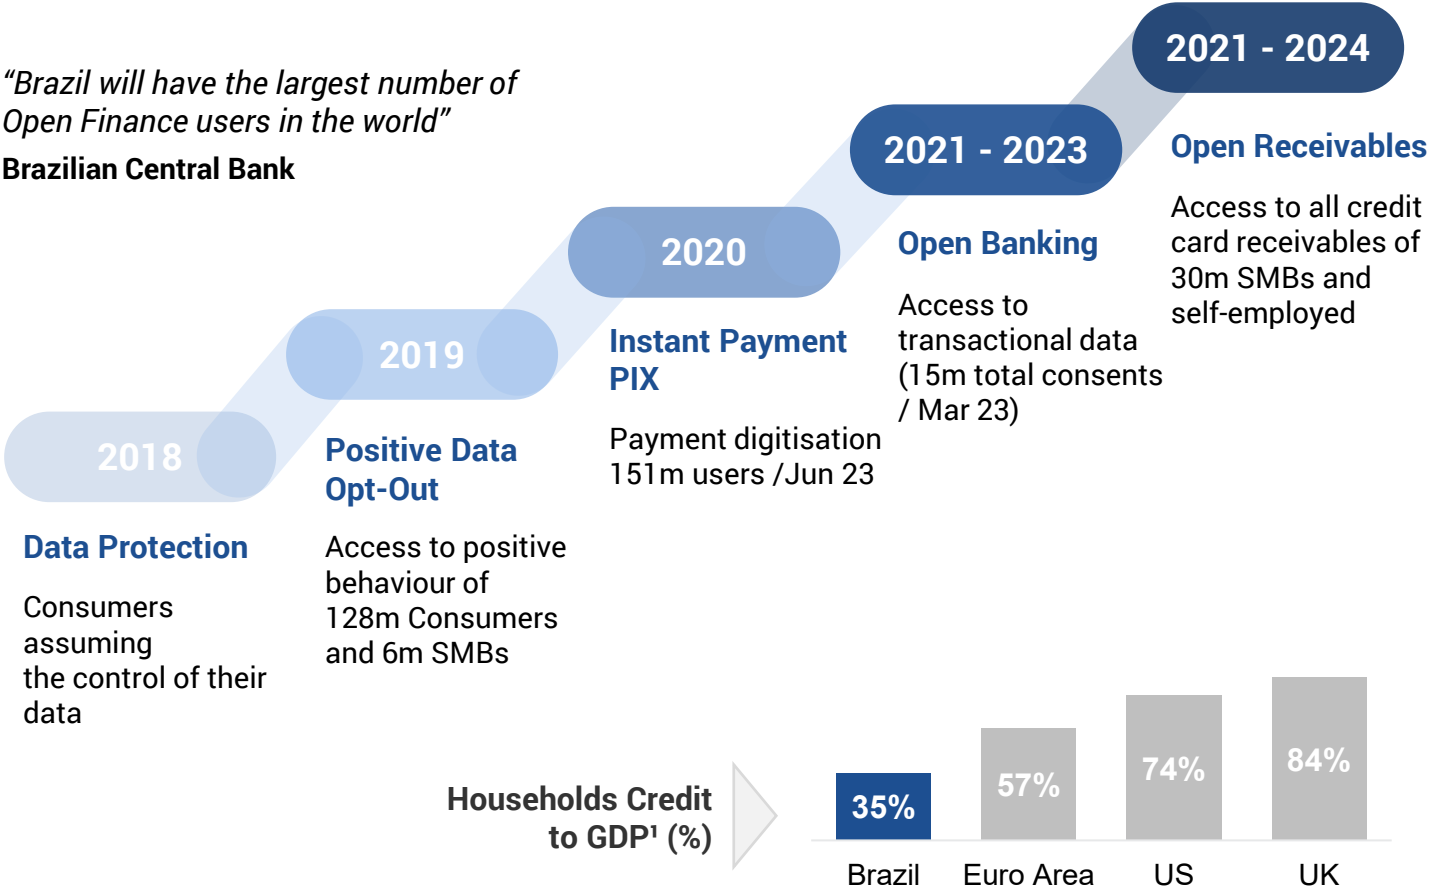 “Brazil will have the largest number of
Open Finance users in the world”
Brazilian Central Bank
2018
Data Protection
Consumers
assuming
the control of their
data
2019
Positive Data
Opt-Out
Access to positive
behaviour of
128m Consumers
and 6m SMBs
2020
Instant Payment
PIX
Payment digitisation
151m users /Jun 23
2021 - 2023
Open Banking
Access to
transactional data
(15m total consents
/ Mar 23)
2021 - 2024
Open Receivables
Access to all credit
card receivables of
30m SMBs and
self-employed
Households Credit
to GDP¹ (%)
35%
57%
74%
84%
Brazil
Euro Area
US
UK